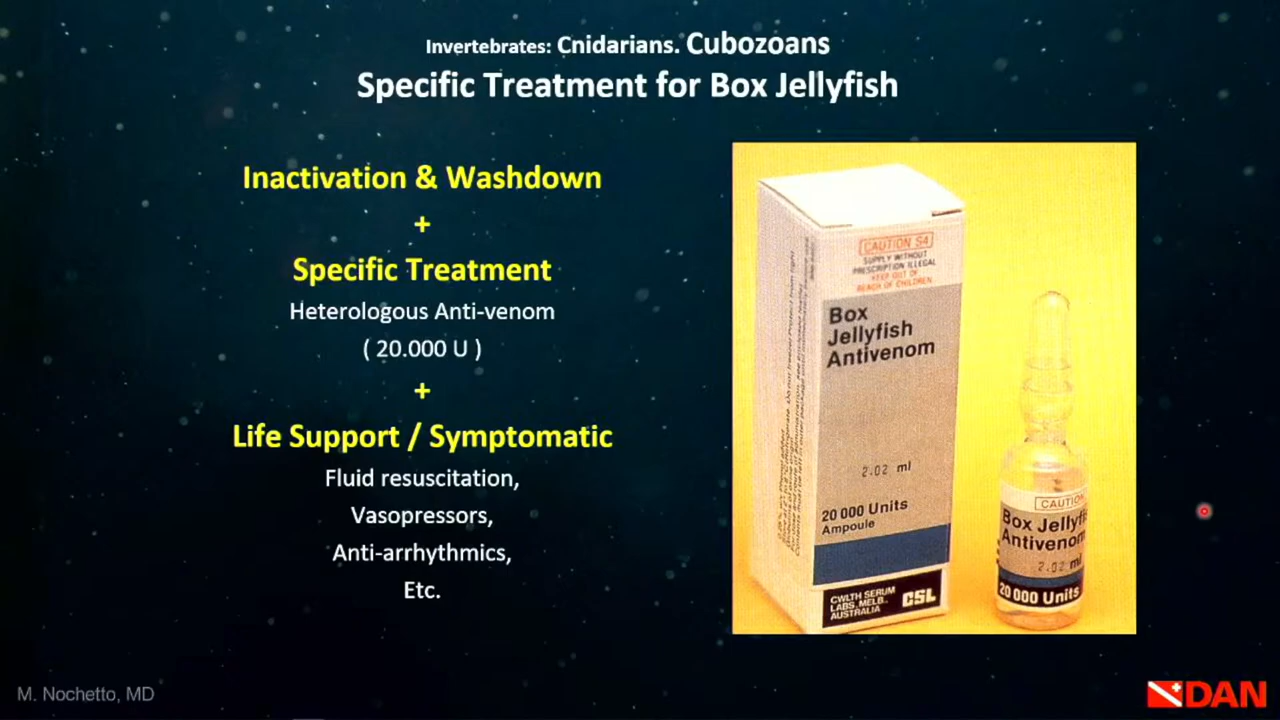 Invertebrates: Cnidarians. Cubozoans
Specific Treatment for Box Jellyfish
Inactivation & Washdown
+
Specific Treatment
Heterologous Anti-venom
( 20.000 U )
+
Life Support / Symptomatic
Fluid resuscitation,
Vasopressors,
Anti-arrhythmics,
Etc.
CAUTION S4
SUPPLY WITHOUT
PRESCRIPTION ILLEGAL
KEEP OUT OF
REACH OF CHILDREN
Box
Jellyfish
Antivenom
2.02 ml
20 000 Units
Ampoule
CWLTH SERUM
LABS. MELB.,
AUSTRALIA
CSL
CAUTION
Box Jellyf
Antivenom
2.02 ml
20 000 Units
M. Nochetto, MD
DAN